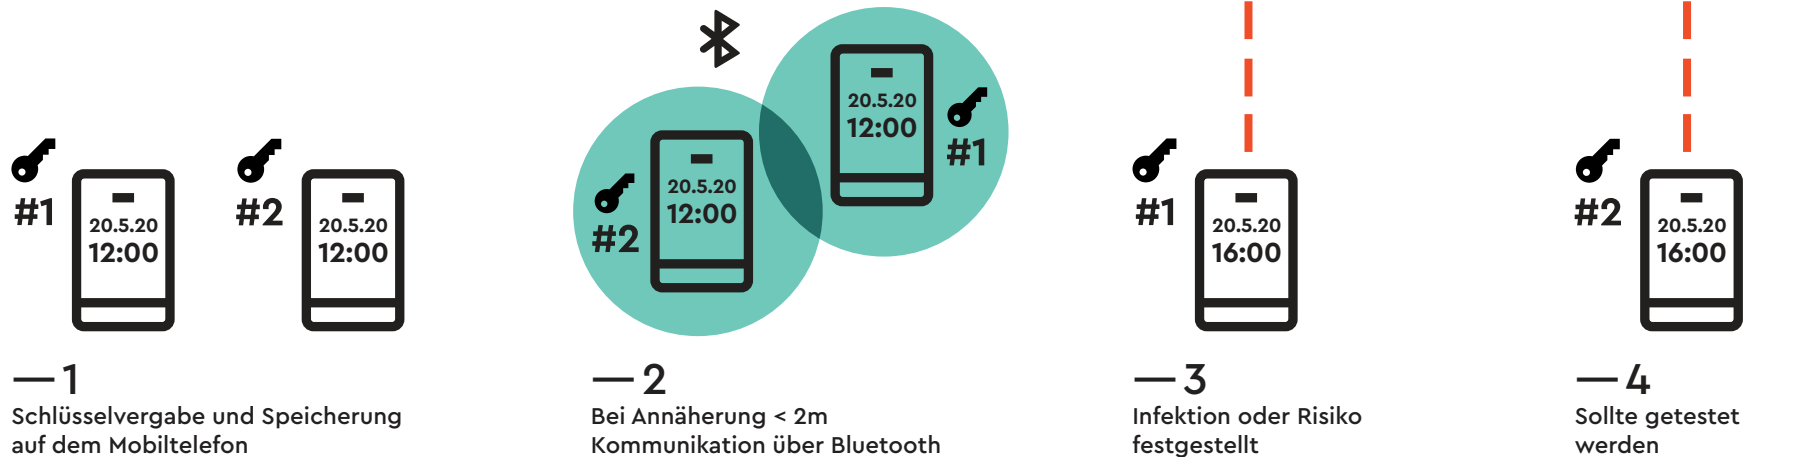 #1
20.5.20
12:00
#2
20.5.20
12:00
—1
Schlüsselvergabe und Speicherung
auf dem Mobiltelefon
#2
20.5.20
12:00
20.5.20
12:00
#1
—2
Bei Annäherung < 2m
Kommunikation über Bluetooth
#1
20.5.20
16:00
—3
Infektion oder Risiko
festgestellt
#2
20.5.20
16:00
—4
Sollte getestet
werden